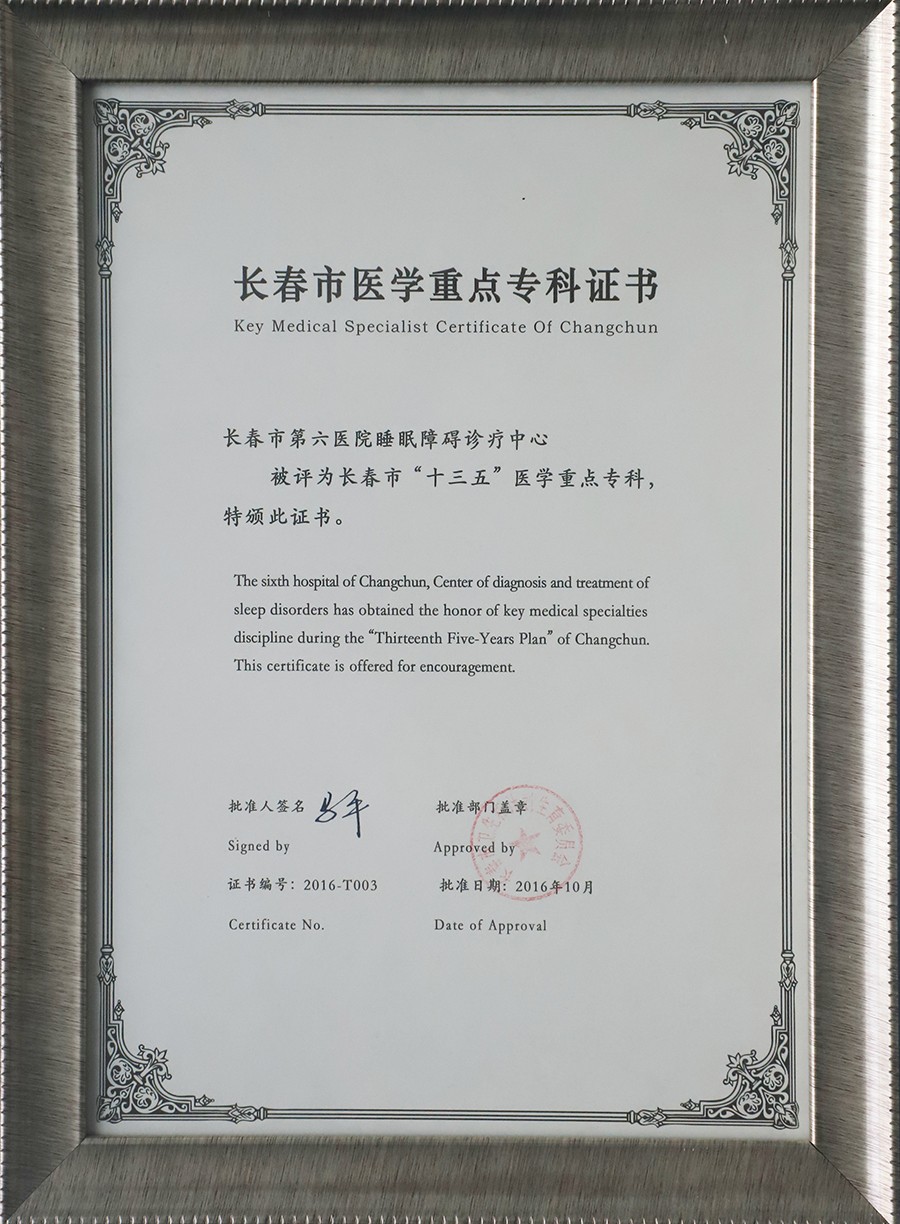 长春市医学重点专科证书
Key Medical Specialist Certificate Of Changchun
长春市第六医院睡眠障碍诊疗中心
被评为长春市“十三五”医学重点专科，
特颁此证书。
The sixth hospital of Changchun, Center of diagnosis and treatment of
sleep disorders has obtained the honor of key medical specialties
discipline during the “Thirteenth Five-Years Plan” of Changchun.
This certificate is offered for encouragement.
批准人签名
批准部门盖章
Signed by
Approved by
证书编号：2016-T003
批准日期：2016年10月
Certificate No.
Date of Approval
生育委员会